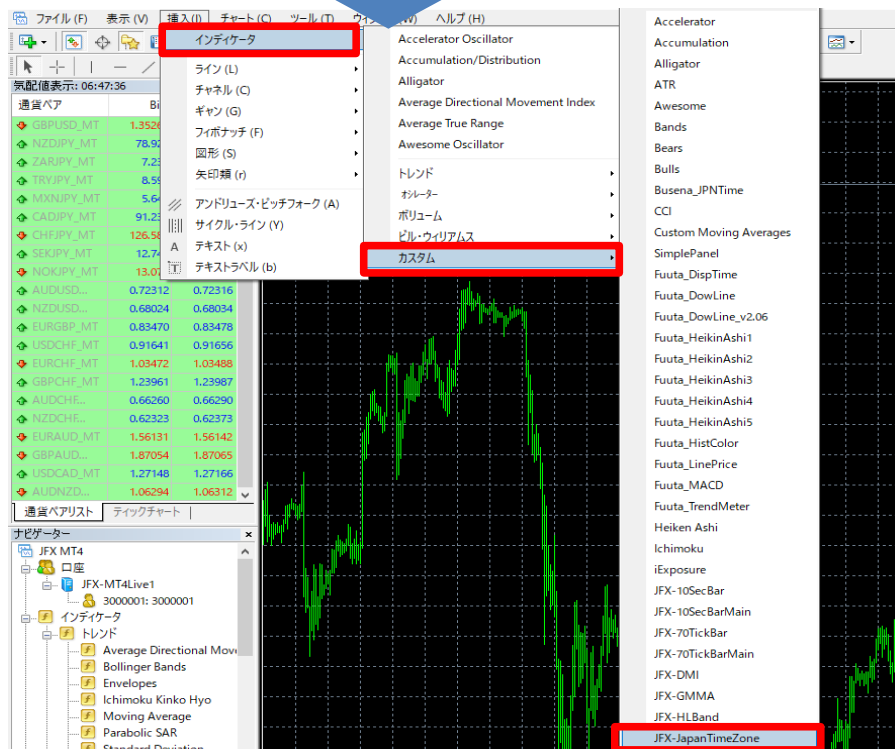 ファイル (F) 表示 (V) 挿入(I) チャート (C) ツール (T) ヘルプ (H)
気配値表示: 06:47:36
通貨ペア Bi
GBPUSD_MT 1.3526
NZDJPY_MT 78.92
ZARJPY_MT 7.23
TRYJPY_MT 8.59
MXNJPY_MT 5.64
CADJPY_MT 91.23
CHFJPY_MT 126.58
SEKJPY_MT 12.74
NOKJPY_MT 13.07
AUDUSD... 0.72312 0.72316
NZDUSD... 0.68024 0.68034
EURGBP_MT 0.83470 0.83478
USDCHF_MT 0.91641 0.91656
EURCHF_MT 1.03472 1.03488
GBPCHF_MT 1.23961 1.23987
AUDCHF... 0.66260 0.66290
NZDCHF... 0.62323 0.62373
EURAUD_MT 1.56131 1.56142
GBPAUD... 1.87054 1.87065
USDCAD_MT 1.27148 1.27166
AUDNZD... 1.06294 1.06312
通貨ペアリスト ティックチャート
ナビゲーター
JFX MT4
口座
JFX-MT4Live1
3000001: 3000001
インディケータ
トレンド
Average Directional Mov
Bollinger Bands
Envelopes
Ichimoku Kinko Hyo
Moving Average
Parabolic SAR
Standard Deviation
インディケータ
ライン (L)
チャネル (C)
ギャン (G)
フィボナッチ (F)
図形 (S)
矢印類 (r)
アンドリューズ・ピッチフォーク (A)
サイクル・ライン (Y)
A テキスト (x)
T テキストラベル (b)
Accelerator Oscillator
Accumulation/Distribution
Alligator
Average Directional Movement Index
Average True Range
Awesome Oscillator
トレンド
オシレーター
ボリューム
ビル・ウィリアムス
カスタム
Accelerator
Accumulation
Alligator
ATR
Awesome
Bands
Bears
Bulls
Busena_JPNTime
CCI
Custom Moving Averages
SimplePanel
Fuuta_DispTime
Fuuta_DowLine
Fuuta_DowLine_v2.06
Fuuta_HeikinAshi1
Fuuta_HeikinAshi2
Fuuta_HeikinAshi3
Fuuta_HeikinAshi4
Fuuta_HeikinAshi5
Fuuta_HistColor
Fuuta_LinePrice
Fuuta_MACD
Fuuta_TrendMeter
Heiken Ashi
Ichimoku
iExposure
JFX-10SecBar
JFX-10SecBarMain
JFX-70TickBar
JFX-70TickBarMain
JFX-DMI
JFX-GMMA
JFX-HLBand
JFX-JapanTimeZone